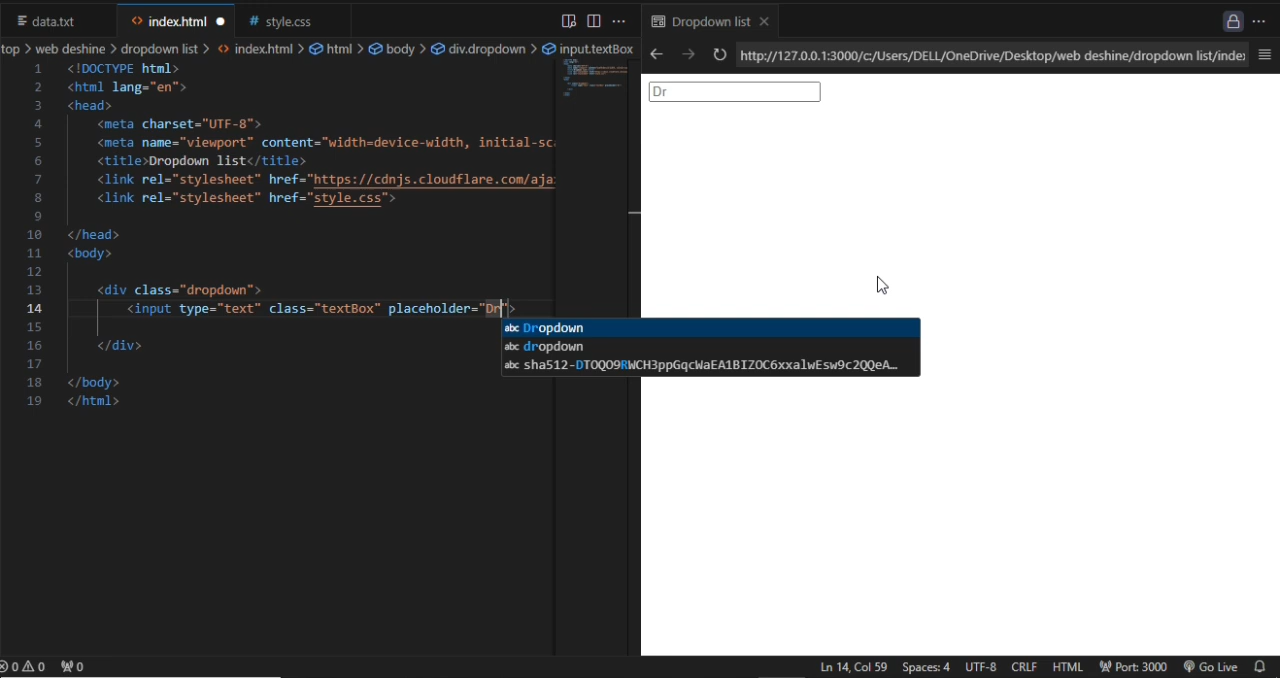 data.txt
index.html
style.css
Dropdown list
top > web deshine > dropdown list > index.html > html > body > div.dropdown > input.textBox
http://127.0.0.1:3000/c:/Users/DELL/OneDrive/Desktop/web deshine/dropdown list/index
1 <!DOCTYPE html>
2 <html lang="en">
3 <head>
4 <meta charset="UTF-8">
5 <meta name="viewport" content="width=device-width, initial-sca
6 <title>Dropdown list</title>
7 <link rel="stylesheet" href="https://cdnjs.cloudflare.com/aja
8 <link rel="stylesheet" href="style.css">
9
10 </head>
11 <body>
12
13 <div class="dropdown">
14 <input type="text" class="textBox" placeholder="Dr">
15
16 </div>
17
18 </body>
19 </html>
abc Dropdown
abc dropdown
Dr
0 0 0
Ln 14, Col 59 Spaces: 4 UTF-8 CRLF HTML Port: 3000 Go Live